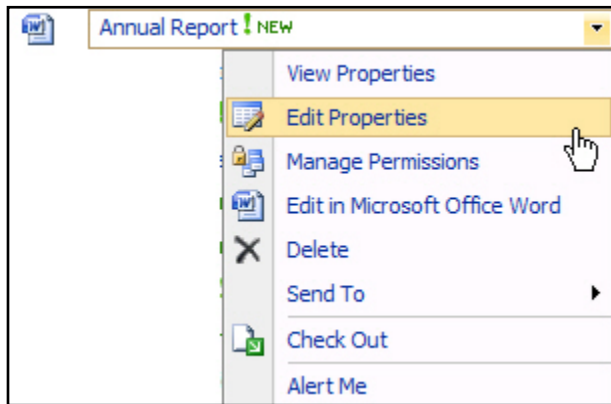 Annual Report ! NEW
View Properties
Edit Properties
Manage Permissions
Edit in Microsoft Office Word
Delete
Send To
Check Out
Alert Me